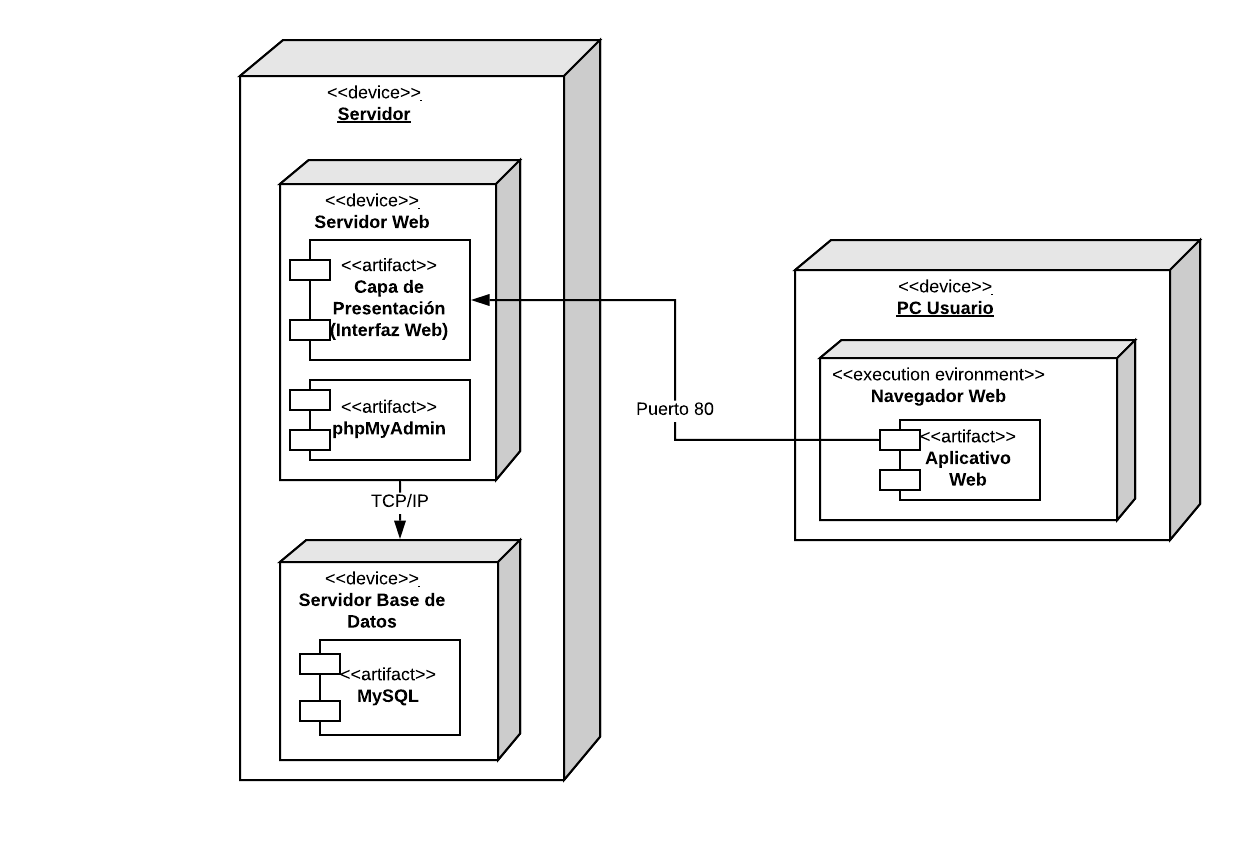 <<device>>
Servidor
<<device>>
Servidor Web
<<artifact>>
Capa de
Presentación
(Interfaz Web)
<<artifact>>
phpMyAdmin
TCP/IP
<<device>>
Servidor Base de
Datos
<<artifact>>
MySQL
Puerto 80
<<device>>
PC Usuario
<<execution evironment>>
Navegador Web
<<artifact>>
Aplicativo
Web